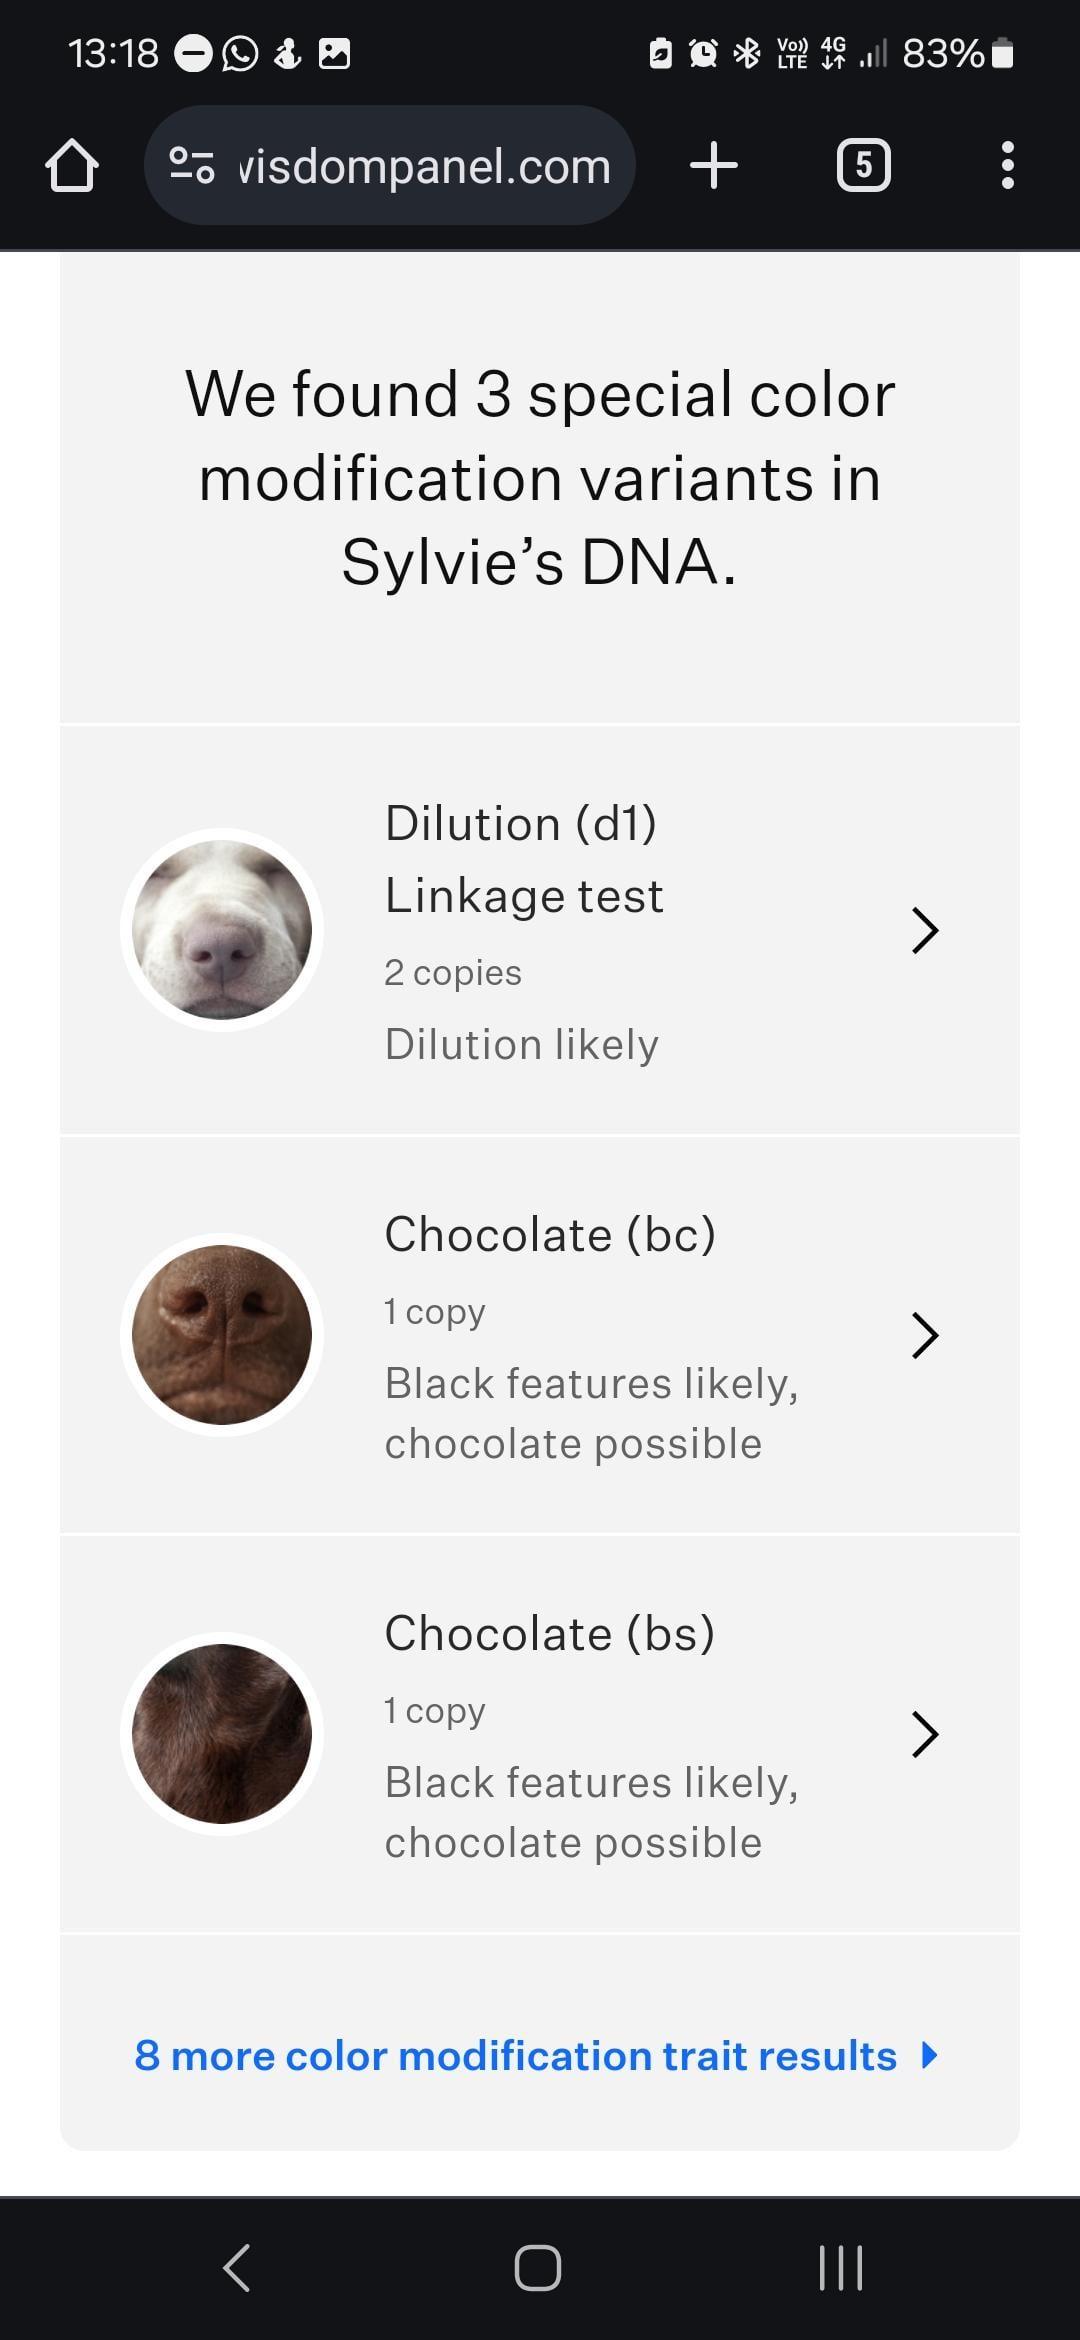 13:18
Vo))
LTE
4G
83%
visdompanel.com
5
We found 3 special color
modification variants in
Sylvie’s DNA.
Dilution (d1)
Linkage test
2 copies
Dilution likely
Chocolate (bc)
1 copy
Black features likely,
chocolate possible
Chocolate (bs)
1 copy
Black features likely,
chocolate possible
8 more color modification trait results